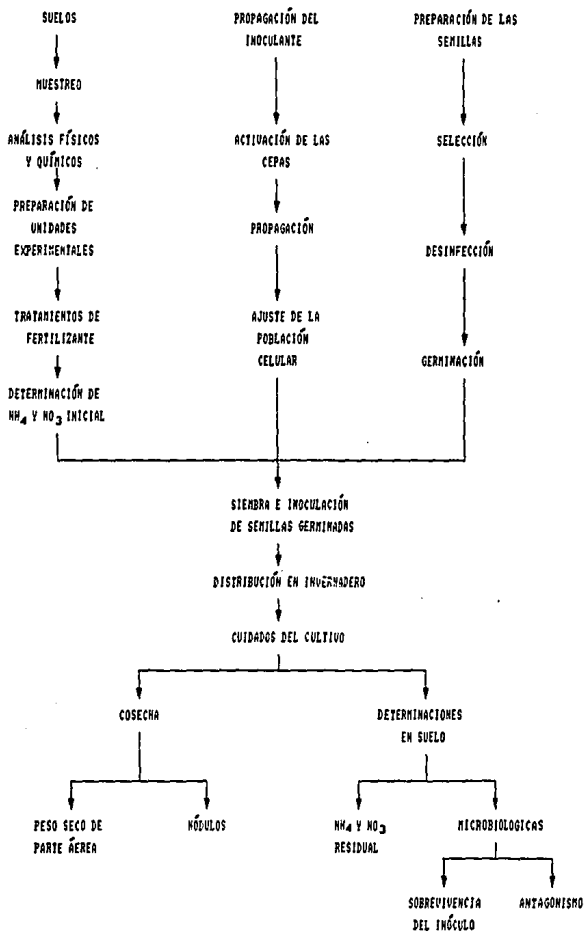 SUELOS
MUESTREO
ANÁLISIS FÍSICOS
Y QUÍMICOS
PREPARACIÓN DE
UNIDADES
EXPERIMENTALES
TRATAMIENTOS DE
FERTILIZANTE
DETERMINACIÓN DE
NH4 Y NO3 INICIAL
PROPAGACIÓN DEL
INOCULANTE
ACTIVACIÓN DE LAS
CEPAS
PROPAGACIÓN
AJUSTE DE LA
POBLACIÓN
CELULAR
PREPARACIÓN DE LAS
SEMILLAS
SELECCIÓN
DESINFECCIÓN
GERMINACIÓN
SIEMBRA E INOCULACIÓN
DE SEMILLAS GERMINADAS
DISTRIBUCIÓN EN INVERNADERO
CUIDADOS DEL CULTIVO
COSECHA
PESO SECO DE
PARTE ÁEREA
NÓDULOS
DETERMINACIONES
EN SUELO
NH4 Y NO3
RESIDUAL
MICROBIOLOGICAS
SOBREVIVENCIA
DEL INÓCULO
ANTAGONISMO